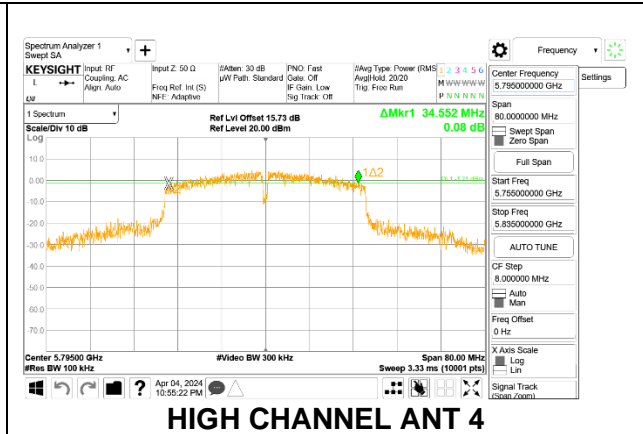 Spectrum Analyzer 1
Swept SA
+
Frequency
KEYSIGHT
L
Input: RF
Coupling: AC
Align: Auto
Input Z: 50 Ω
Freq Ref: Int (S)
NFE: Adaptive
#Atten: 30 dB
µW Path: Standard
PNO: Fast
Gate: Off
IF Gain: Low
Sig Track: Off
#Avg Type: Power (RMS
Avg|Hold: 20/20
Trig: Free Run
1 2 3 4 5 6
M W W W W W
P N N N N N
1 Spectrum
Scale/Div 10 dB
Log
Ref Lvl Offset 15.73 dB
Ref Level 20.00 dBm
ΔMkr1 34.552 MHz
0.08 dB
10.0
0.00
-10.0
-20.0
-30.0
-40.0
-50.0
-60.0
-70.0
1Δ2
Center 5.79500 GHz
#Res BW 100 kHz
#Video BW 300 kHz
Span 80.00 MHz
Sweep 3.33 ms (10001 pts)
Center Frequency
5.795000000 GHz
Settings
Span
80.0000000 MHz
Swept Span
Zero Span
Full Span
Start Freq
5.755000000 GHz
Stop Freq
5.835000000 GHz
AUTO TUNE
CF Step
8.000000 MHz
Auto
Man
Freq Offset
0 Hz
X Axis Scale
Log
Lin
Signal Track
(Span Zoom)
?
Apr 04, 2024
10:55:22 PM
HIGH CHANNEL ANT 4